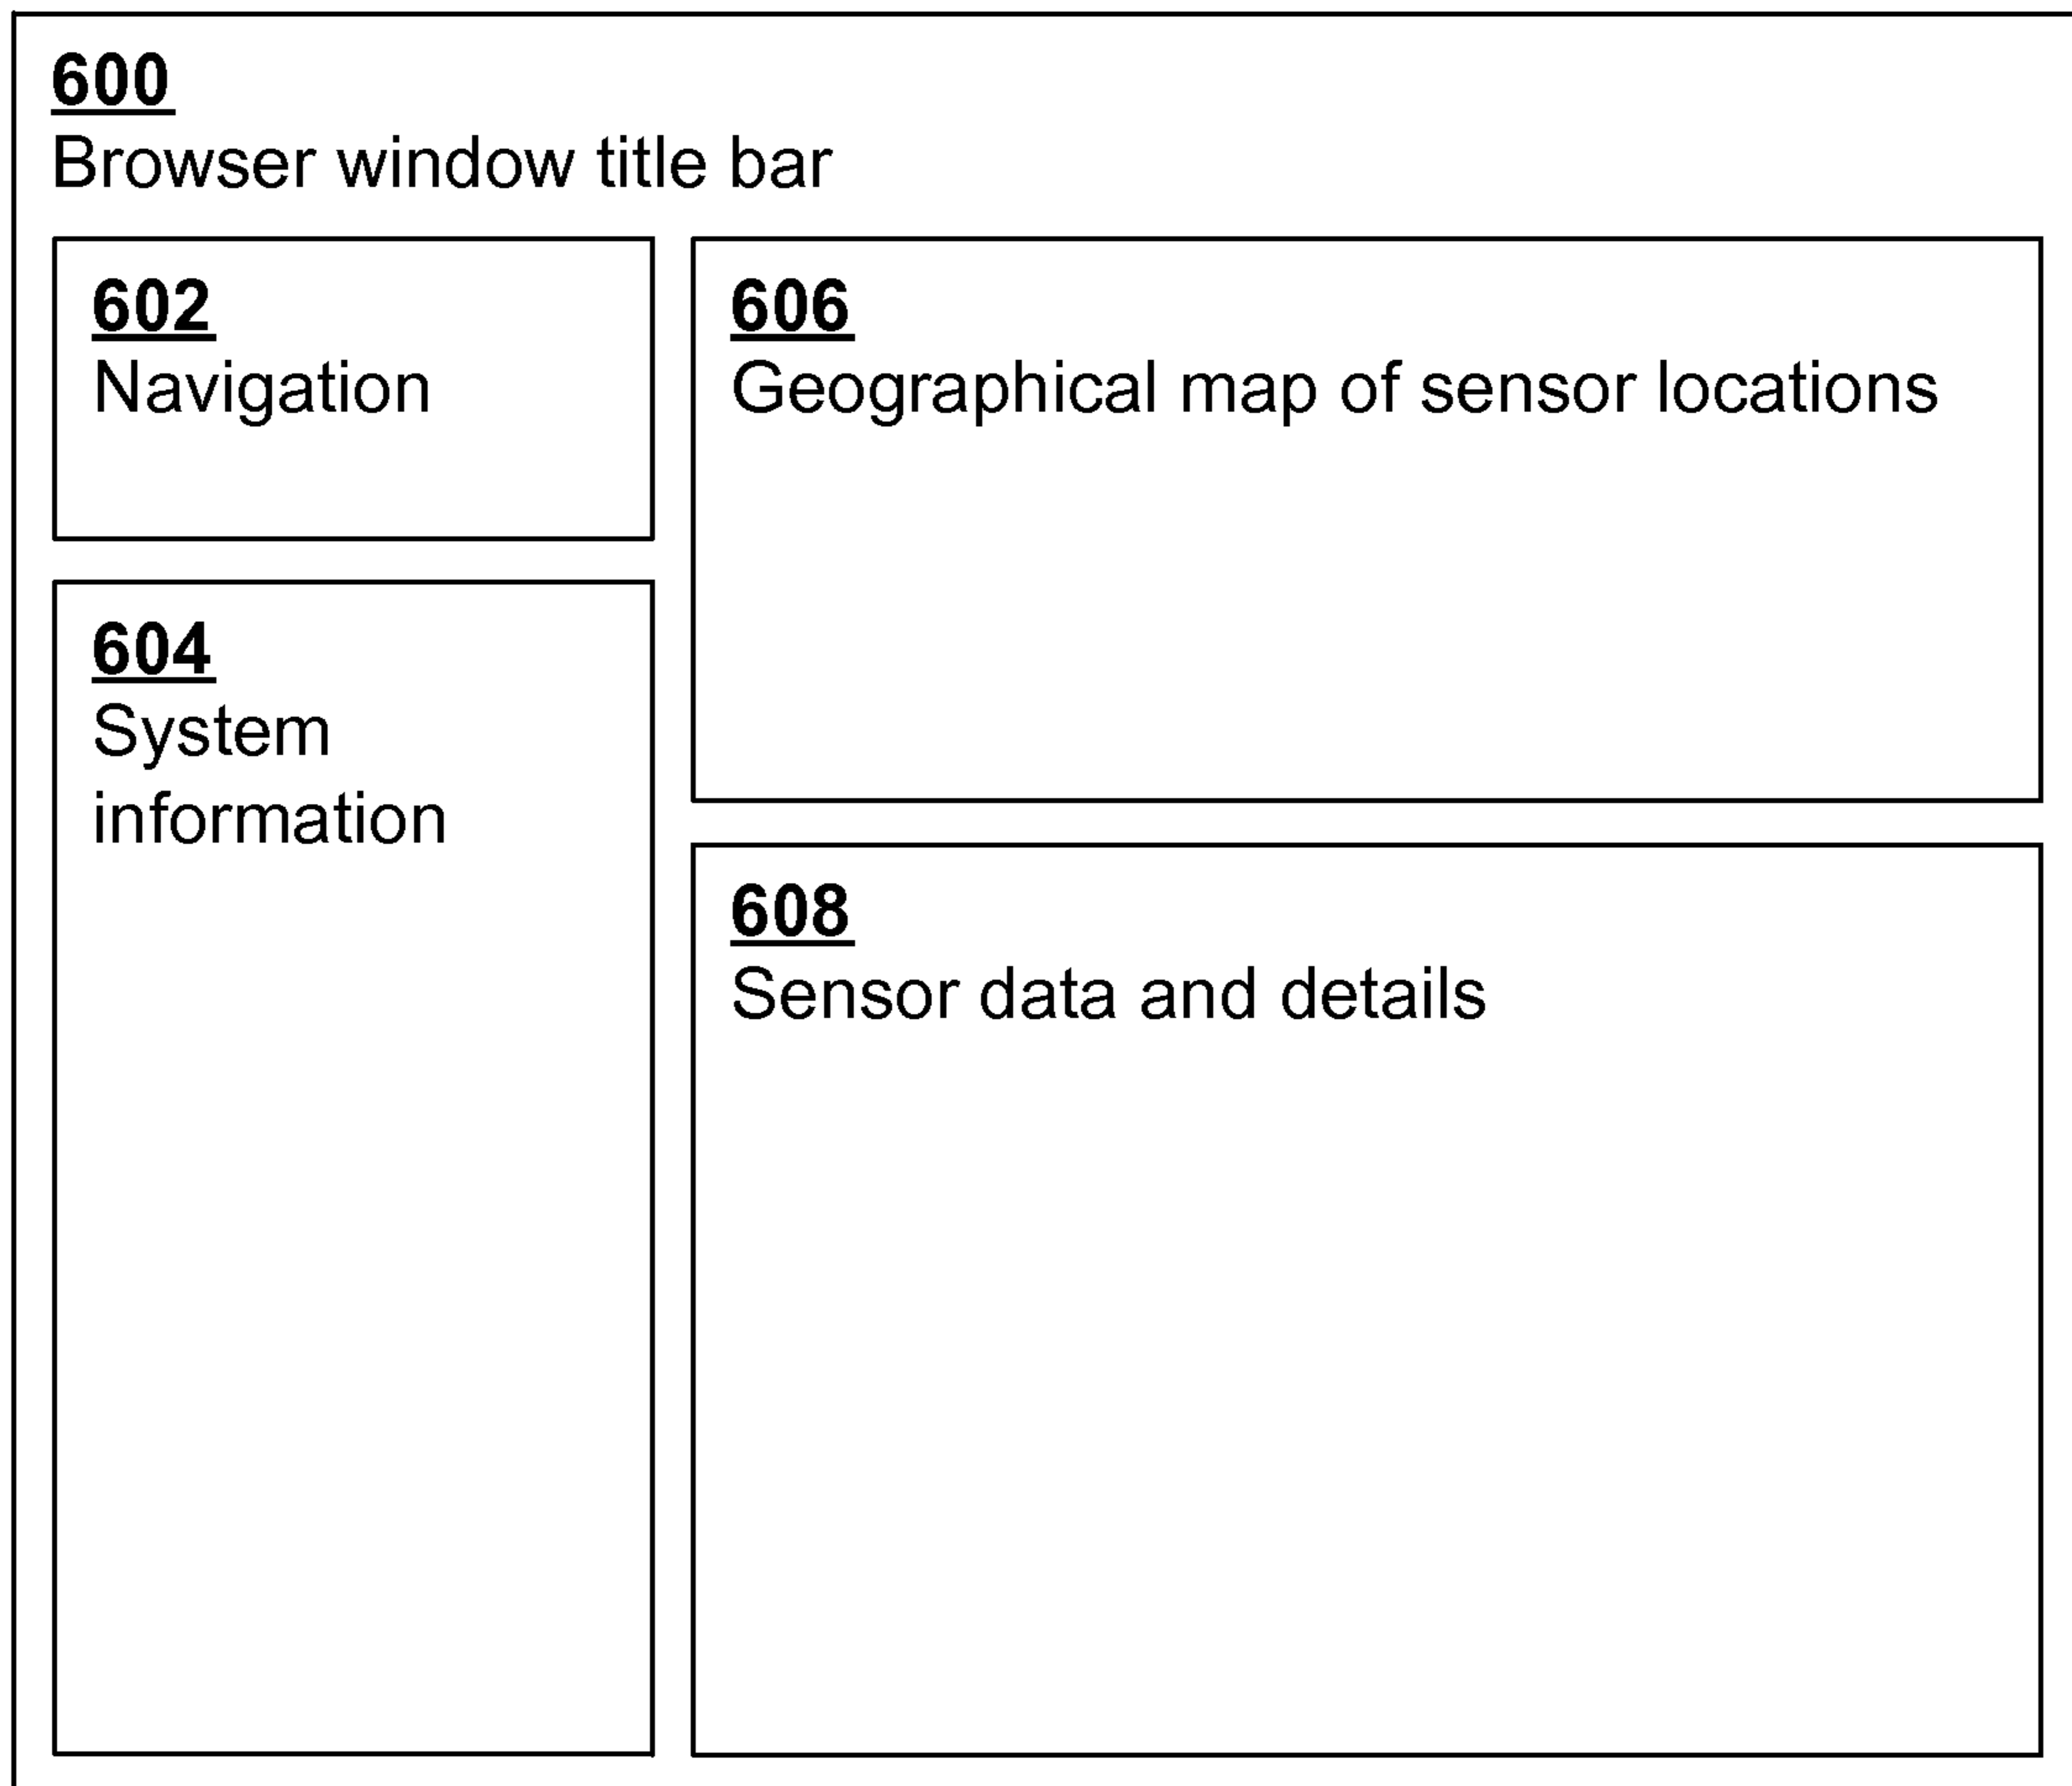 600
Browser window title bar
602
Navigation
604
System
information
606
Geographical map of sensor locations
608
Sensor data and details